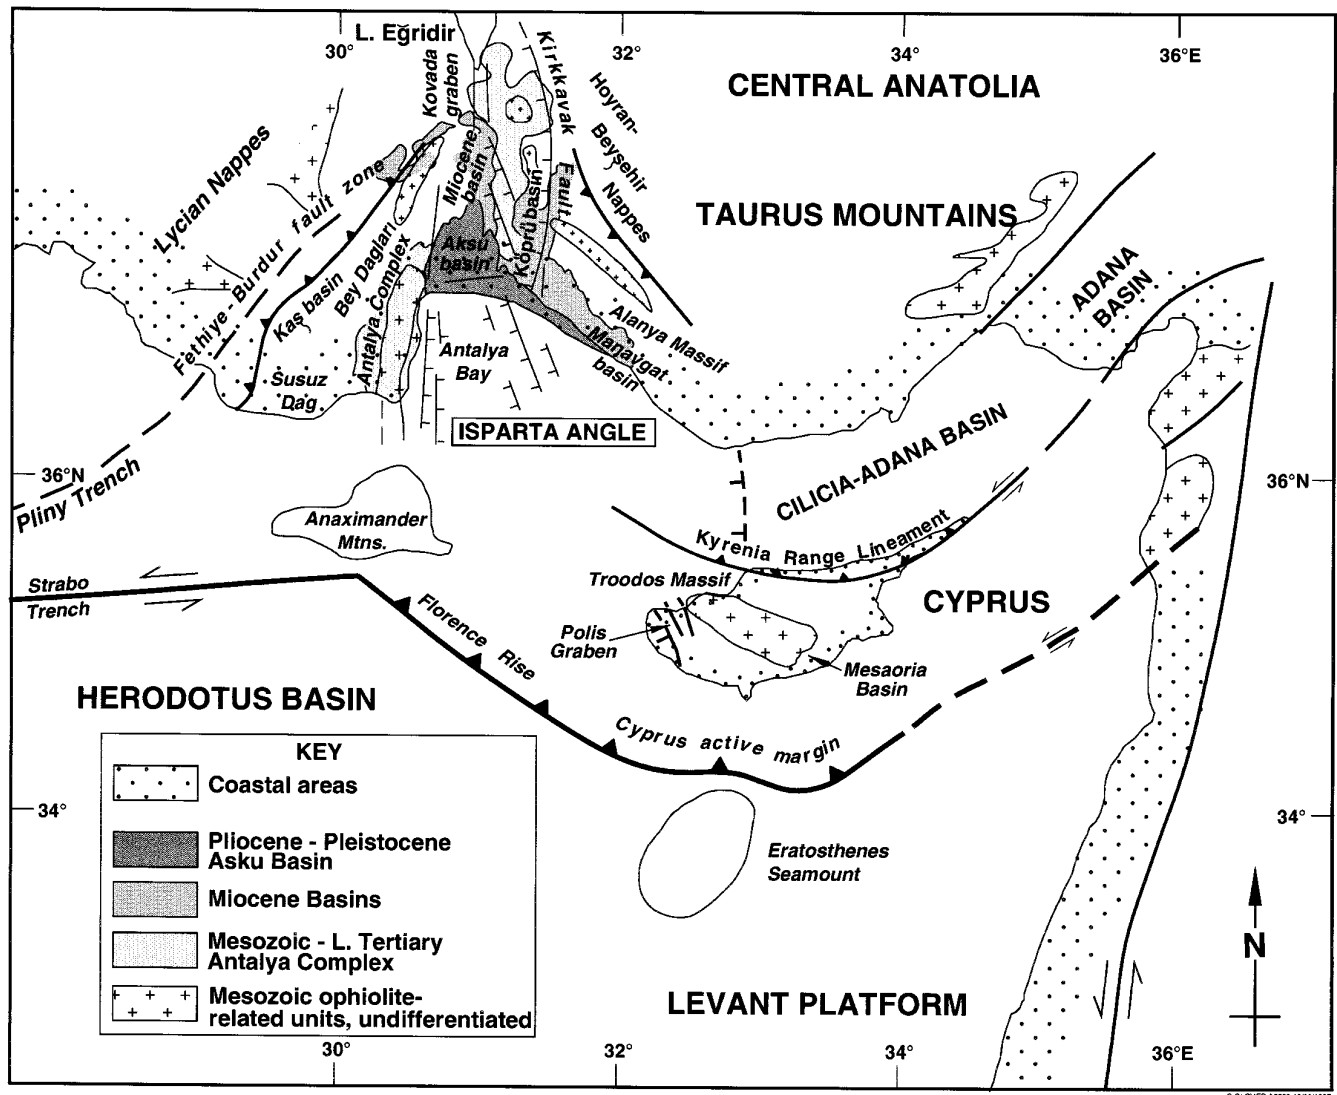 L. Eğridir
30°
32°
34°
36°E
CENTRAL ANATOLIA
Kovada
graben
Kirkkavak Fault
Hoyran-
Beysehir
Nappes
Lycian Nappes
Fethiye-Burdur fault zone
Miocene
basin
Köprü basin
TAURUS MOUNTAINS
Aksu
basin
ADANA
BASIN
Kaş basin
Bey Daglari
Antalya Complex
Alanya Massif
Manavgat
basin
Antalya
Bay
Susuz
Dag
ISPARTA ANGLE
36°N
36°N
Pliny Trench
CILICIA-ADANA BASIN
Anaximander
Mtns.
Kyrenia Range Lineament
Strabo
Trench
Troodos Massif
CYPRUS
Florence Rise
Polis
Graben
Mesaoria
Basin
HERODOTUS BASIN
Cyprus active margin
KEY
Coastal areas
Pliocene - Pleistocene
Asku Basin
Miocene Basins
Mesozoic - L. Tertiary
Antalya Complex
Mesozoic ophiolite-
related units, undifferentiated
34°
34°
Eratosthenes
Seamount
N
LEVANT PLATFORM
30°
32°
34°
36°E